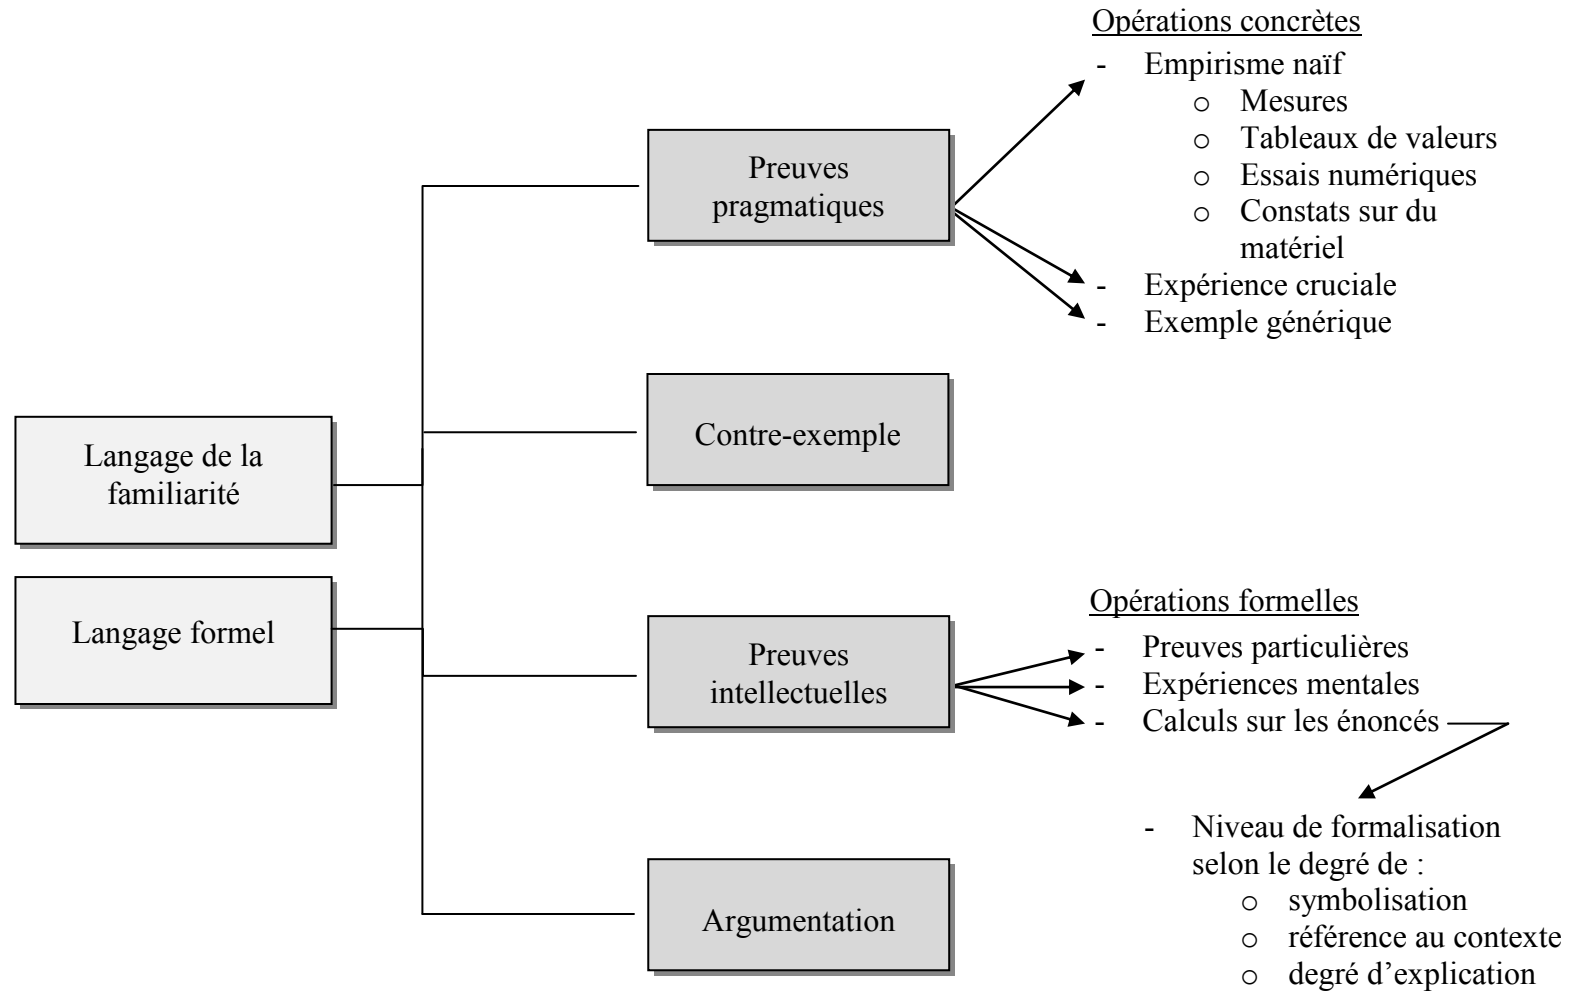 Opérations concrètes
- Empirisme naïf
o Mesures
o Tableaux de valeurs
o Essais numériques
o Constats sur du
matériel
- Expérience cruciale
- Exemple générique
Preuves
pragmatiques
Contre-exemple
Langage de la
familiarité
Langage formel
Preuves
intellectuelles
Opérations formelles
- Preuves particulières
- Expériences mentales
- Calculs sur les énoncés
- Niveau de formalisation
selon le degré de :
o symbolisation
o référence au contexte
o degré d’explication
Argumentation